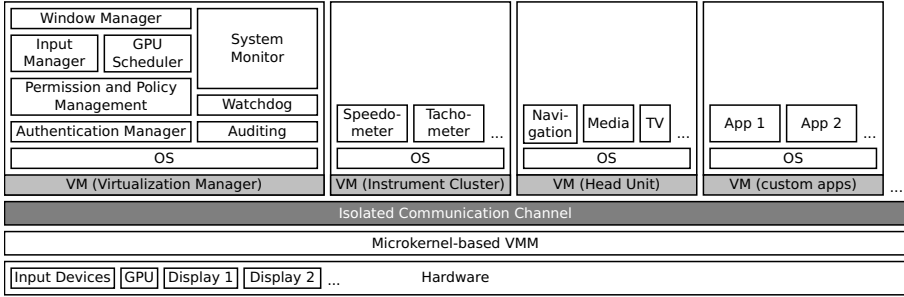 Window Manager
Input
Manager
GPU
Scheduler
System
Monitor
Permission and Policy
Management
Watchdog
Authentication Manager
Auditing
OS
VM (Virtualization Manager)
Speedo-
meter
Tacho-
meter
...
OS
VM (Instrument Cluster)
Navi-
gation
Media
TV
...
OS
VM (Head Unit)
App 1
App 2
...
OS
VM (custom apps)
...
Isolated Communication Channel
Microkernel-based VMM
Input Devices
GPU
Display 1
Display 2
...
Hardware